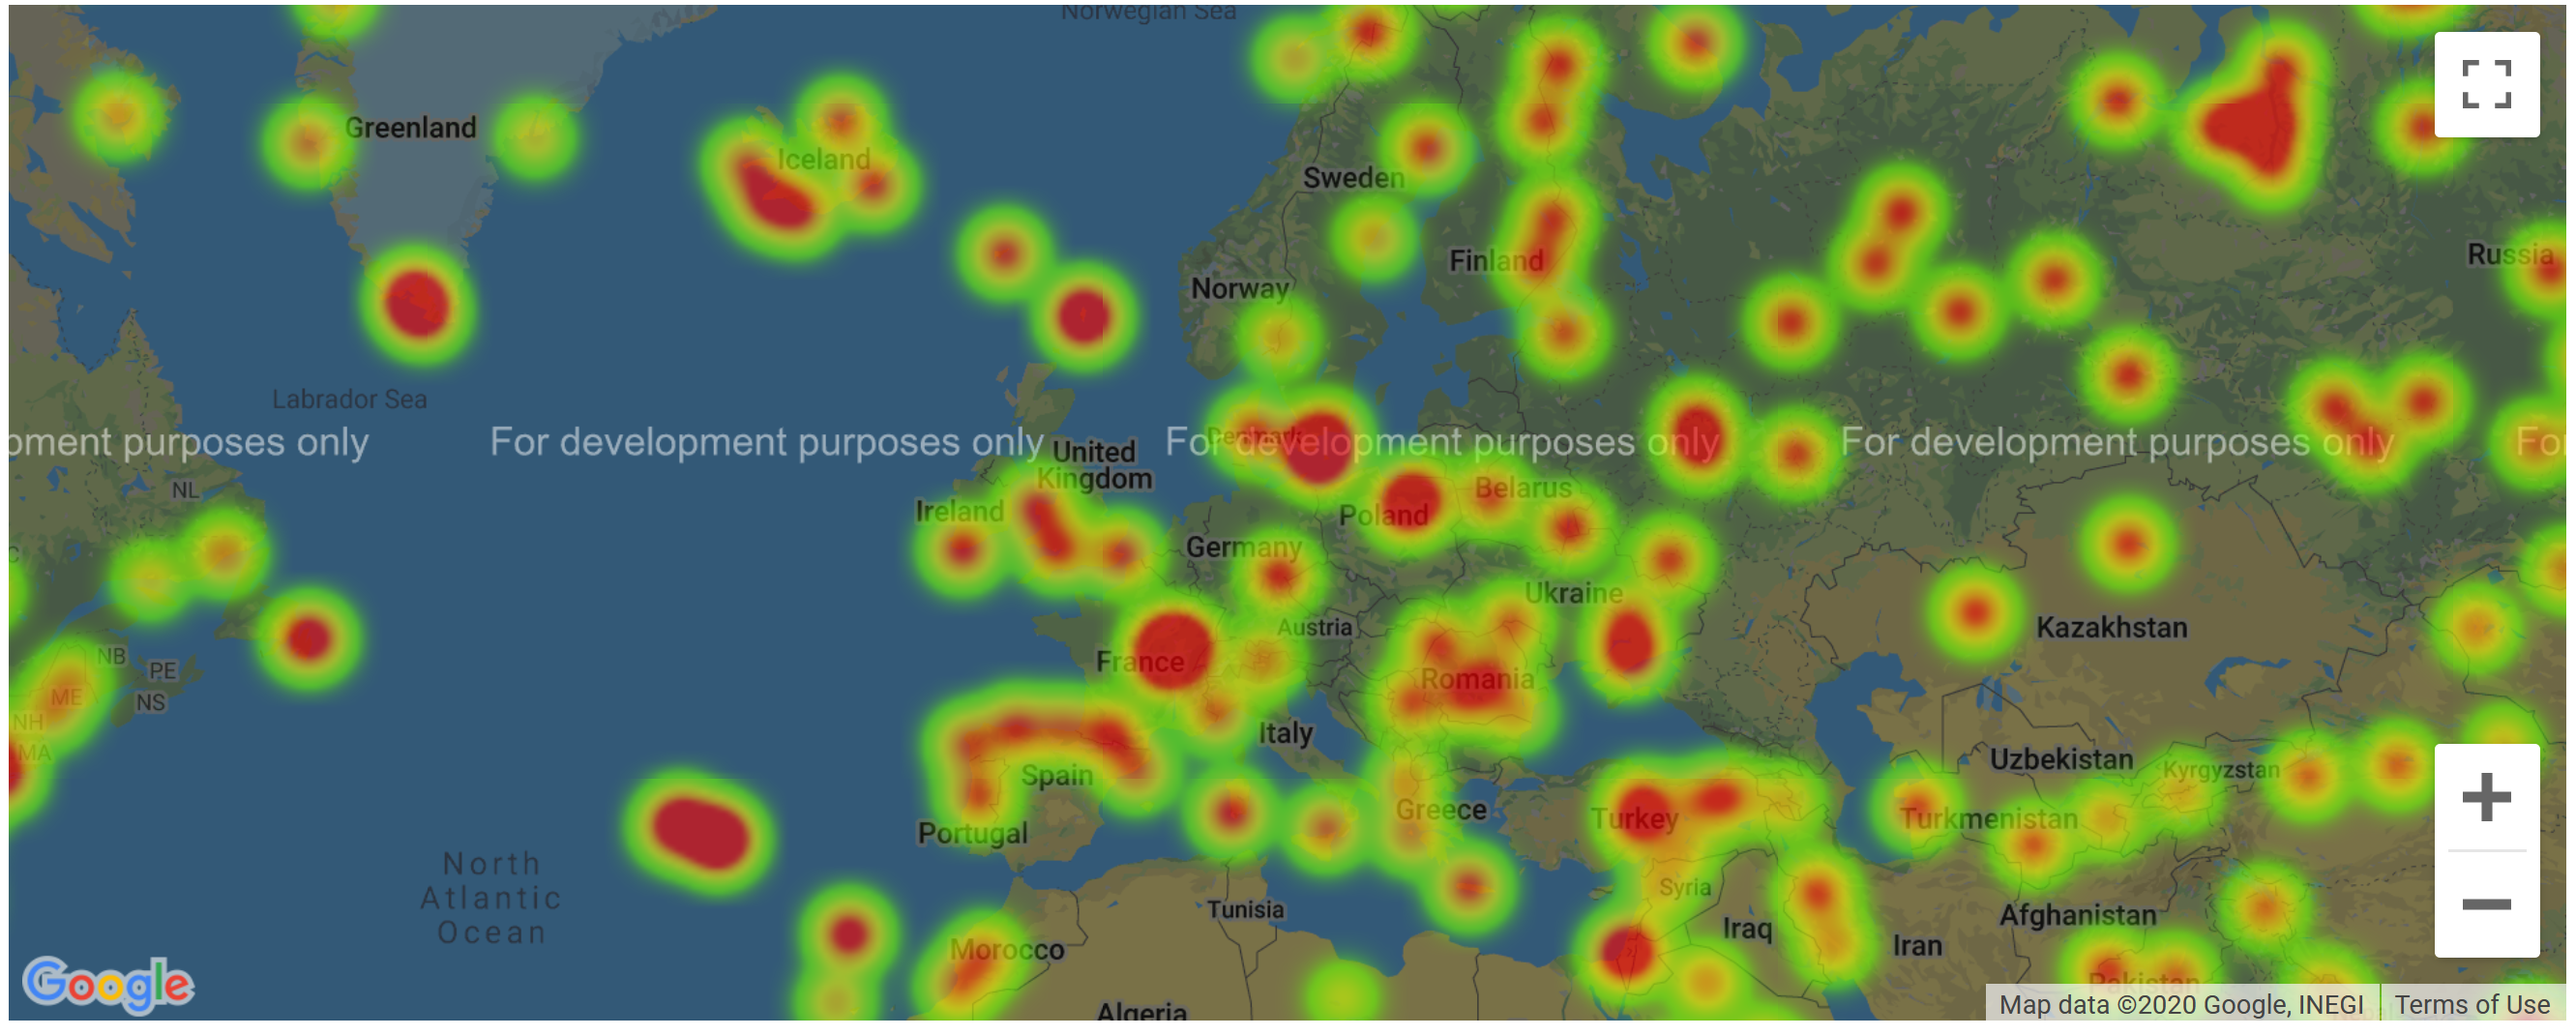 Norwegian Sea
Greenland
Iceland
Sweden
Russia
Finland
Norway
Labrador Sea
Denmark
pment purposes only
For development purposes only
For development purposes only
For development purposes only
Fo
United
Kingdom
NL
Ireland
Belarus
Poland
Germany
Ukraine
Austria
Kazakhstan
NB
PE
France
Romania
ME
NS
NH
Italy
MA
Uzbekistan
Kyrgyzstan
Spain
Greece
Turkey
Turkmenistan
Portugal
North
Atlantic
Ocean
Syria
Tunisia
Afghanistan
Iraq
Iran
Morocco
Pakistan
Google
Algeria
Map data ©2020 Google, INEGI
Terms of Use